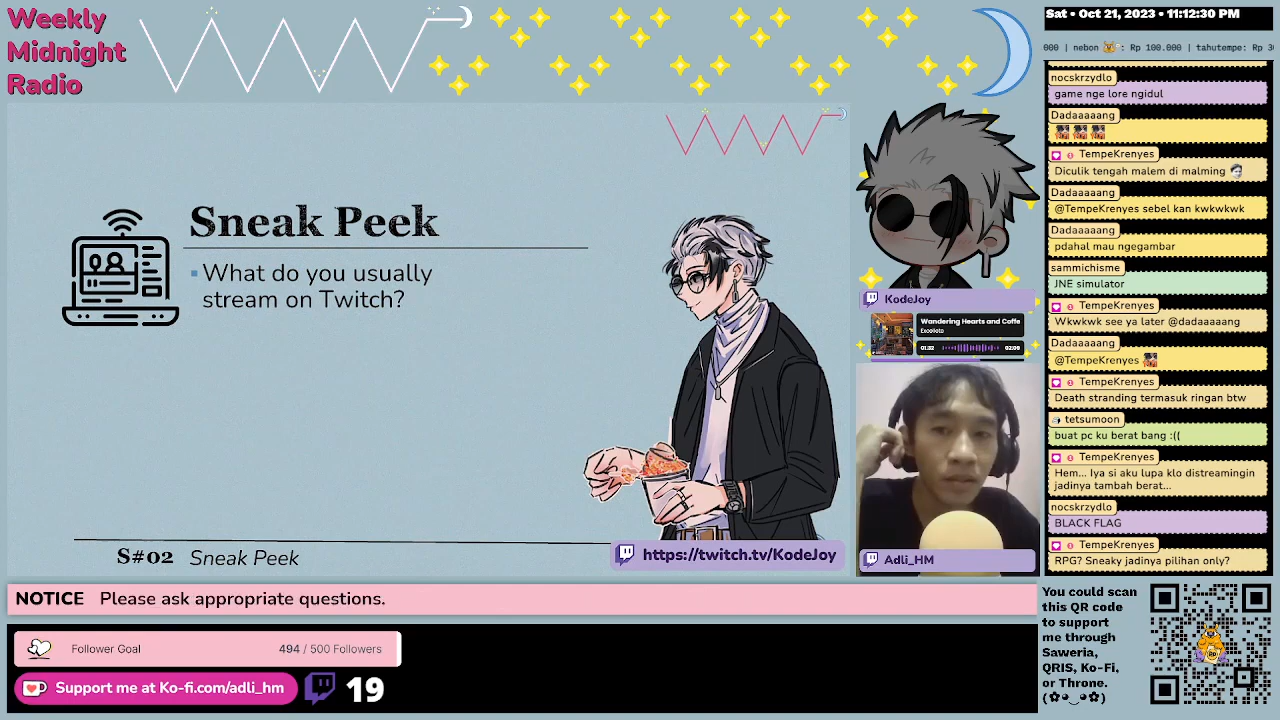 Weekly
Midnight
Radio
Sneak Peek
What do you usually
stream on Twitch?
S#02 Sneak Peek
https://twitch.tv/KodeJoy
KodeJoy
Wandering Hearts and Coffe
Excelleto
01:32
02:09
Adli_HM
Sat • Oct 21, 2023 • 11:12:30 PM
000 | nebon : Rp 100.000 | tahutempe: Rp
nocskrzydlo
game nge lore ngidul
Dadaaaaang
TempeKrenyes
Diculik tengah malem di malming
Dadaaaaang
@TempeKrenyes sebel kan kwkwkwk
Dadaaaaang
pdahal mau ngegambar
sammichisme
JNE simulator
TempeKrenyes
Wkwkwk see ya later @dadaaaaang
Dadaaaaang
@TempeKrenyes
TempeKrenyes
Death stranding termasuk ringan btw
tetsumoon
buat pc ku berat bang :((
TempeKrenyes
Hem... Iya si aku lupa klo distreamingin
jadinya tambah berat...
nocskrzydlo
BLACK FLAG
TempeKrenyes
RPG? Sneaky jadinya pilihan only?
NOTICE Please ask appropriate questions.
Follower Goal 494 / 500 Followers
Support me at Ko-fi.com/adli_hm
19
You could scan
this QR code
to support
me through
Saweria,
QRIS, Ko-Fi,
or Throne.
(✿◕‿◕✿)